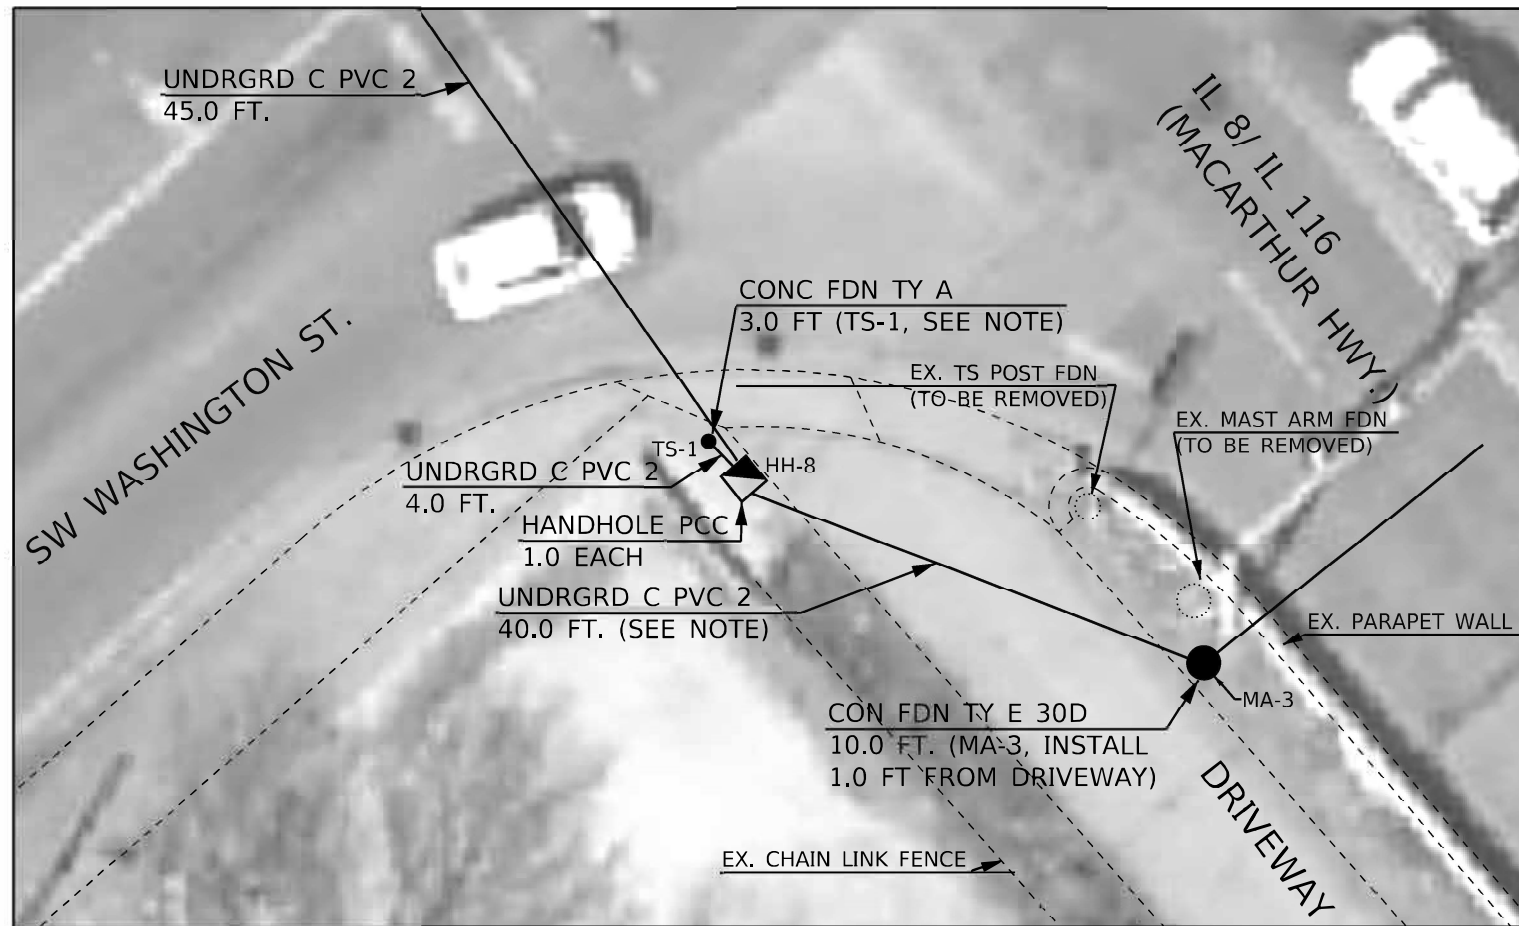 UNDRGRD C PVC 2
45.0 FT.
IL 8/ IL 116
(MACARTHUR HWY.)
CONC FDN TY A
3.0 FT (TS-1, SEE NOTE)
EX. TS POST FDN
(TO BE REMOVED)
EX. MAST ARM FDN
(TO BE REMOVED)
SW WASHINGTON ST.
TS-1
HH-8
UNDRGRD C PVC 2
4.0 FT.
HANDHOLE PCC
1.0 EACH
UNDRGRD C PVC 2
40.0 FT. (SEE NOTE)
EX. PARAPET WALL
MA-3
CON FDN TY E 30D
10.0 FT. (MA-3, INSTALL
1.0 FT FROM DRIVEWAY)
DRIVEWAY
EX. CHAIN LINK FENCE